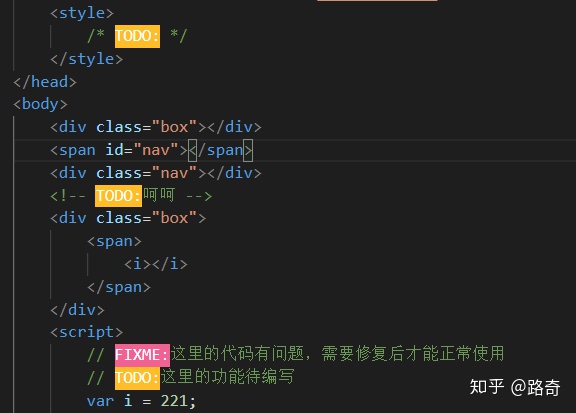 <style>
/* TODO: */
</style>
</head>
<body>
<div class="box"></div>
<span id="nav"></span>
<div class="nav"></div>
<!-- TODO:呵呵 -->
<div class="box">
<span>
<i></i>
</span>
</div>
<script>
// FIXME:这里的代码有问题，需要修复后才能正常使用
// TODO:这里的功能待编写
var i = 221;
知乎 @路奇